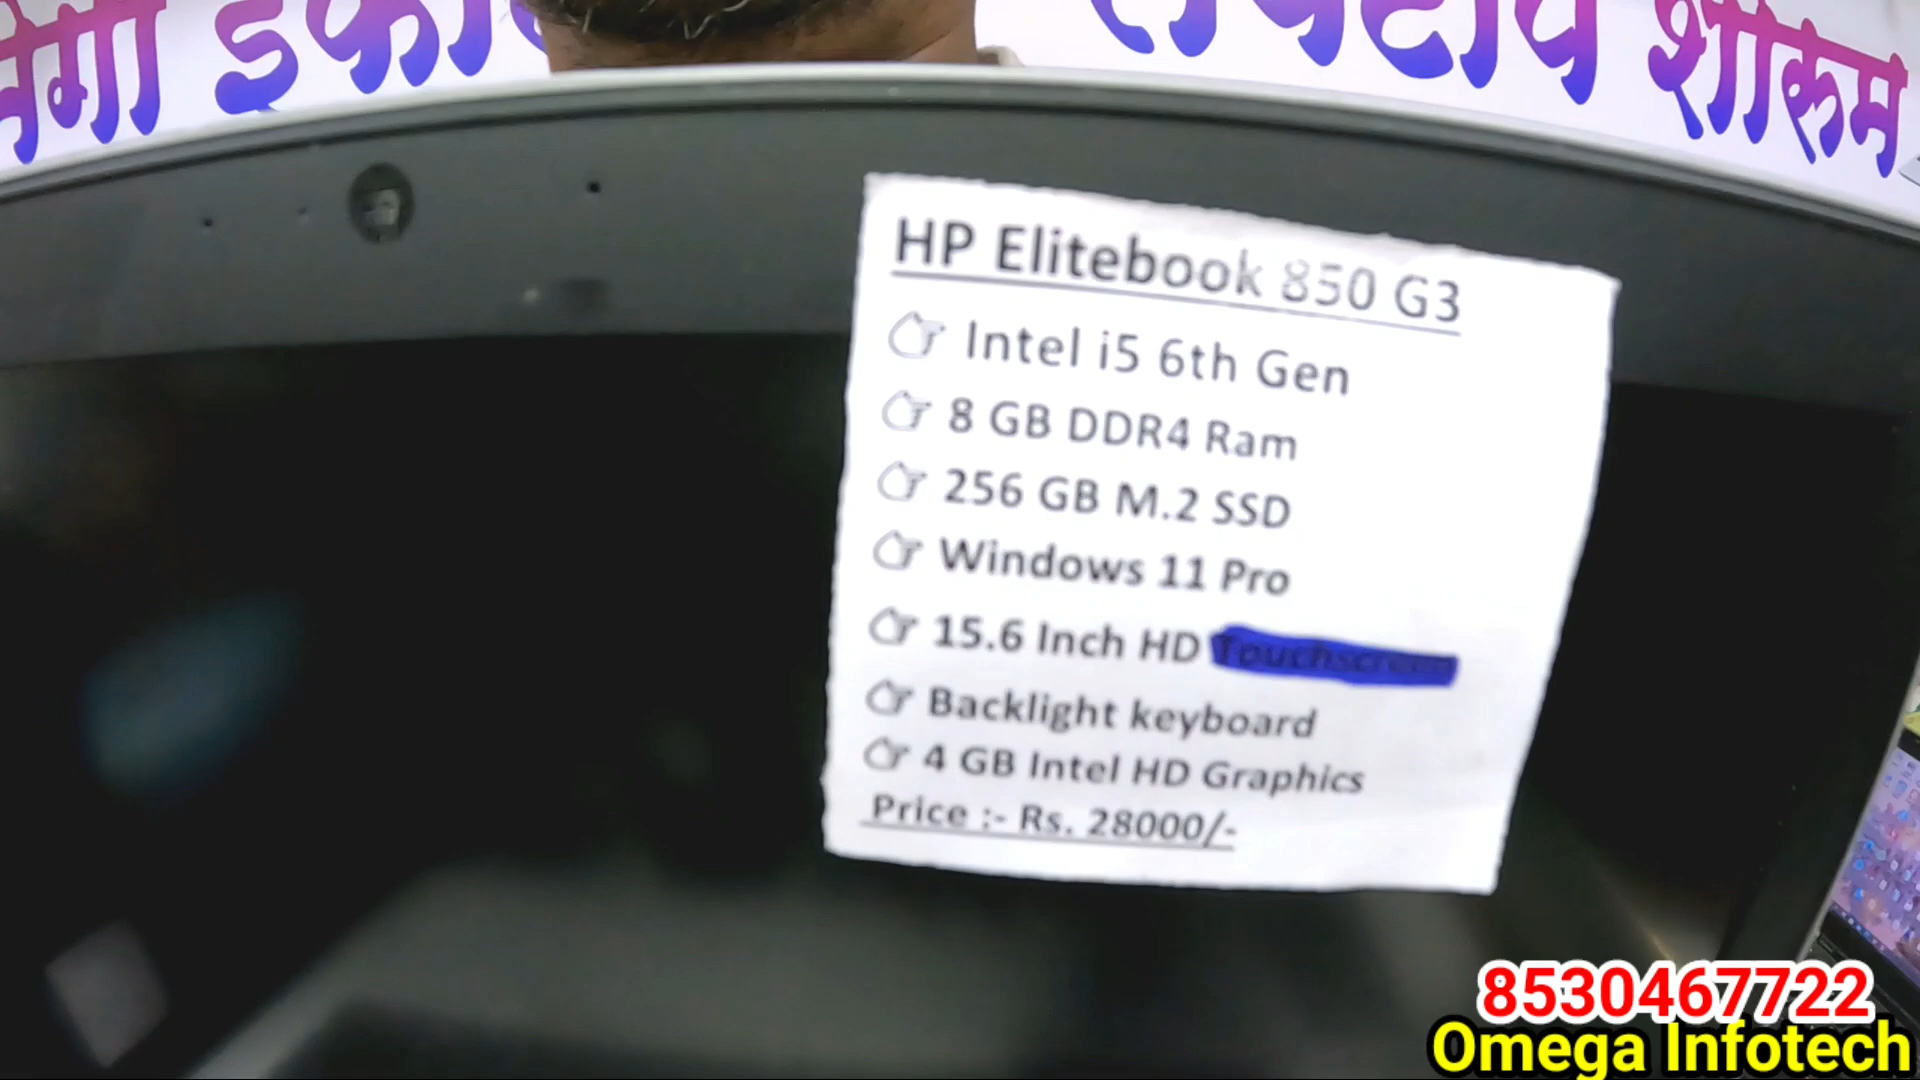 शोरूम
HP Elitebook 850 G3
Intel i5 6th Gen
8 GB DDR4 Ram
256 GB M.2 SSD
Windows 11 Pro
15.6 Inch HD Touchscreen
Backlight keyboard
4 GB Intel HD Graphics
Price :- Rs. 28000/-
8530467722
Omega Infotech